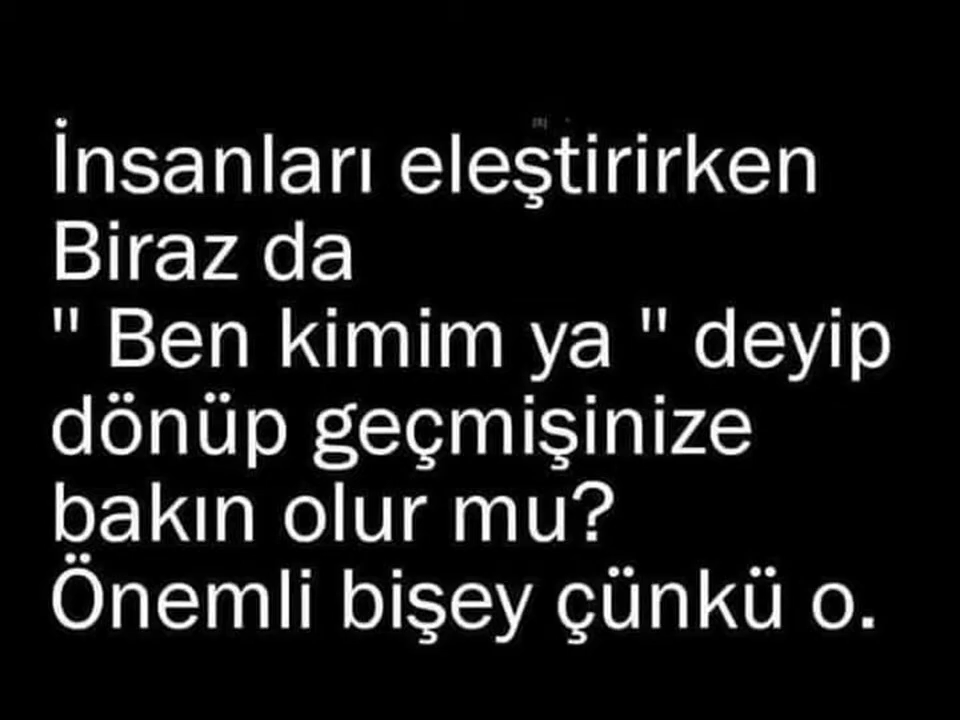 İnsanları eleştirirken
Biraz da
" Ben kimim ya " deyip
dönüp geçmişinize
bakın olur mu?
Önemli bişey çünkü o.